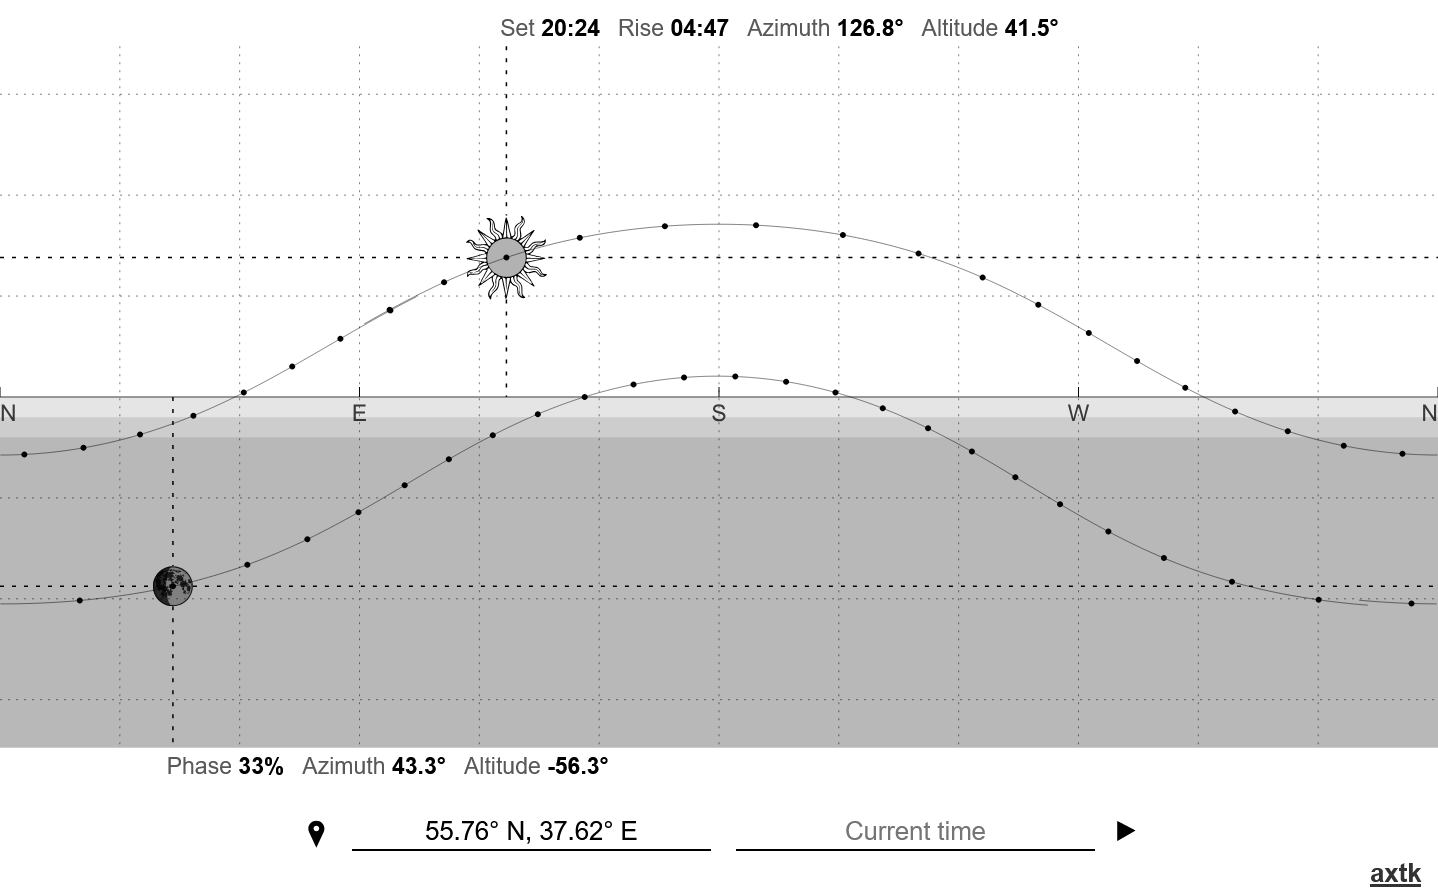 Set 20:24 Rise 04:47 Azimuth 126.8° Altitude 41.5°
N E S W N
Phase 33% Azimuth 43.3° Altitude -56.3°
55.76° N, 37.62° E Current time
axtk